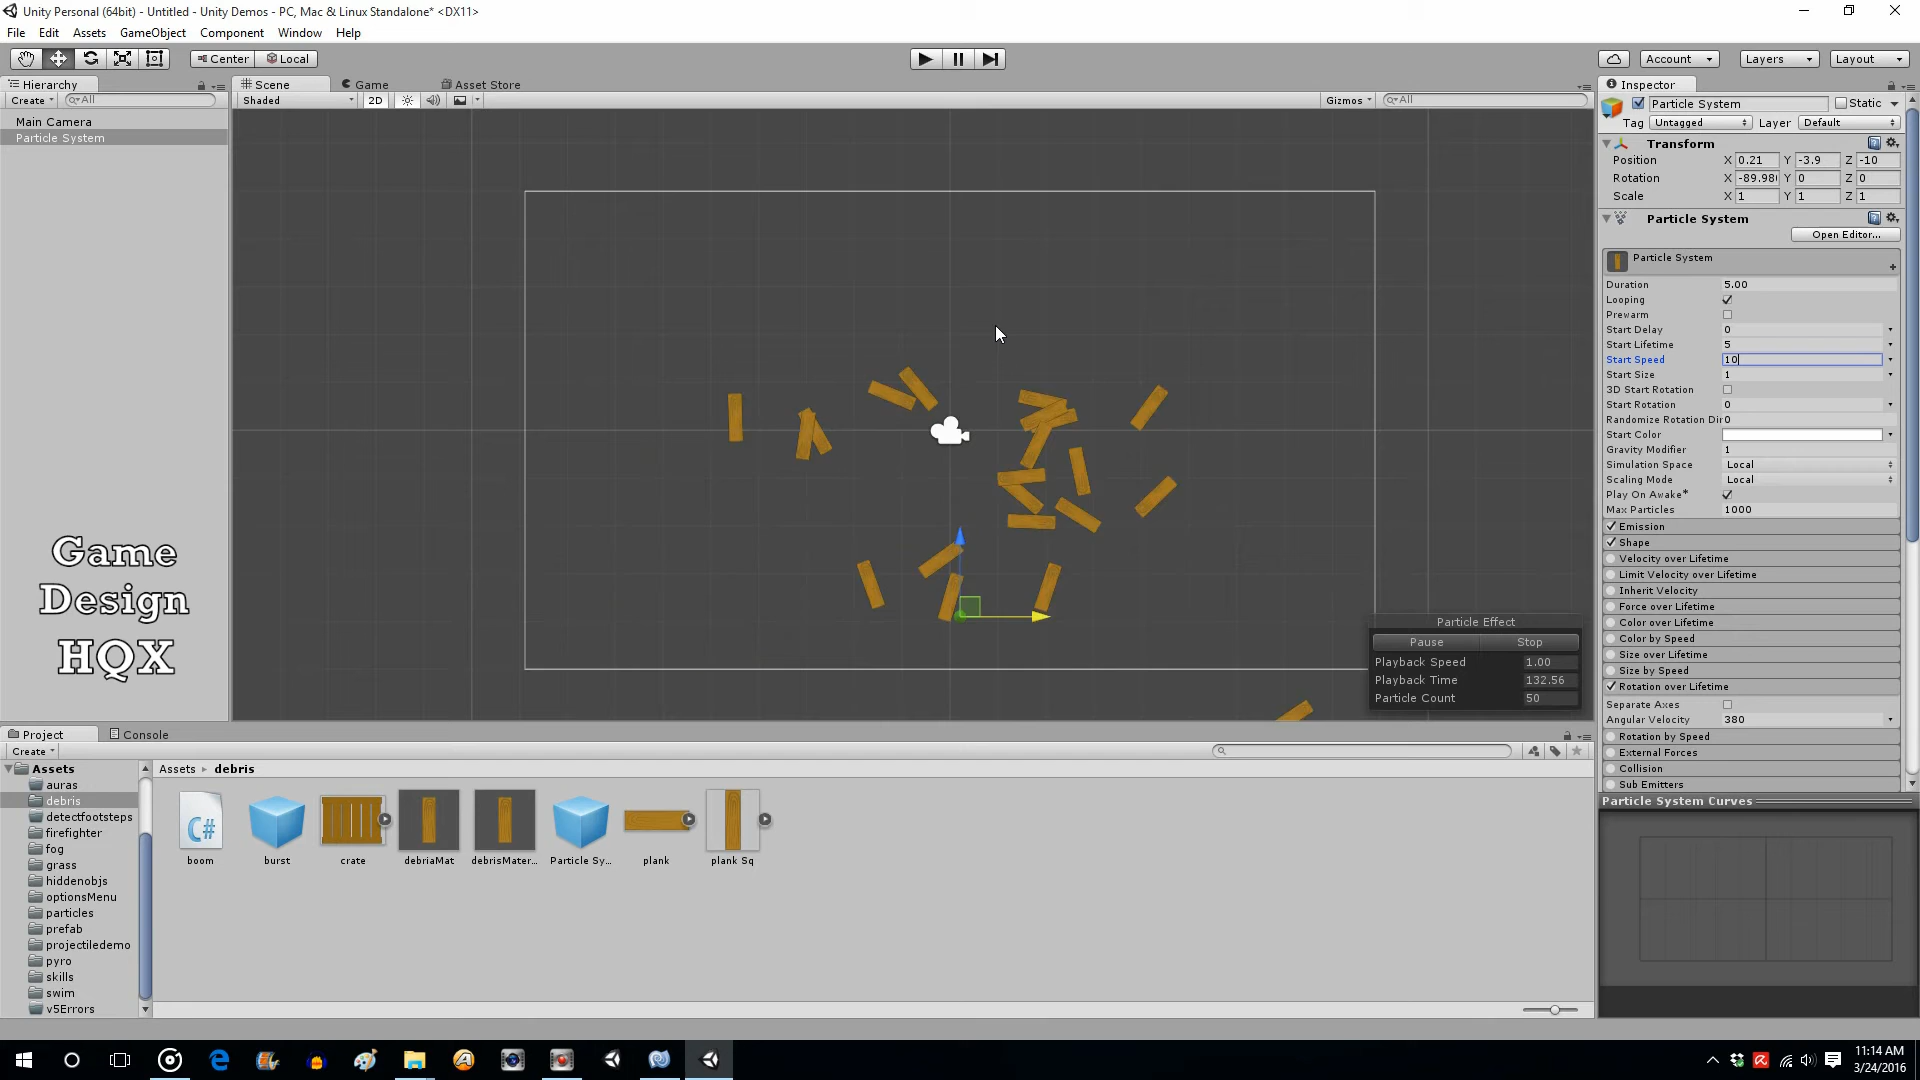 Unity Personal (64bit) - Untitled - Unity Demos - PC, Mac & Linux Standalone* <DX11>
File Edit Assets GameObject Component Window Help
Center Local Account Layers Layout
Hierarchy Scene Game Asset Store Inspector
Create All Shaded 2D Gizmos All Particle System Static
Main Camera
Particle System
Tag Untagged Layer Default
Transform
Position X 0.21 Y -3.9 Z -10
Rotation X -89.98 Y 0 Z 0
Scale X 1 Y 1 Z 1
Particle System
Open Editor...
Particle System
Duration 5.00
Looping
Prewarm
Start Delay 0
Start Lifetime 5
Start Speed 10
Start Size 1
3D Start Rotation
Start Rotation 0
Randomize Rotation Dir 0
Start Color
Gravity Modifier 1
Simulation Space Local
Scaling Mode Local
Play On Awake*
Max Particles 1000
Emission
Shape
Velocity over Lifetime
Limit Velocity over Lifetime
Inherit Velocity
Force over Lifetime
Color over Lifetime
Color by Speed
Size over Lifetime
Size by Speed
Rotation over Lifetime
Separate Axes
Angular Velocity 380
Rotation by Speed
External Forces
Collision
Sub Emitters
Particle System Curves
Game
Design
HQX
Particle Effect
Pause Stop
Playback Speed 1.00
Playback Time 132.56
Particle Count 50
Project Console
Create
Assets
auras
debris
detectfootsteps
firefighter
fog
grass
hiddenobjs
optionsMenu
particles
prefab
projectiledemo
pyro
skills
swim
v5Errors
Assets debris
C#
boom burst crate debriaMat debrisMater... Particle Sy... plank plank Sq
11:14 AM
3/24/2016